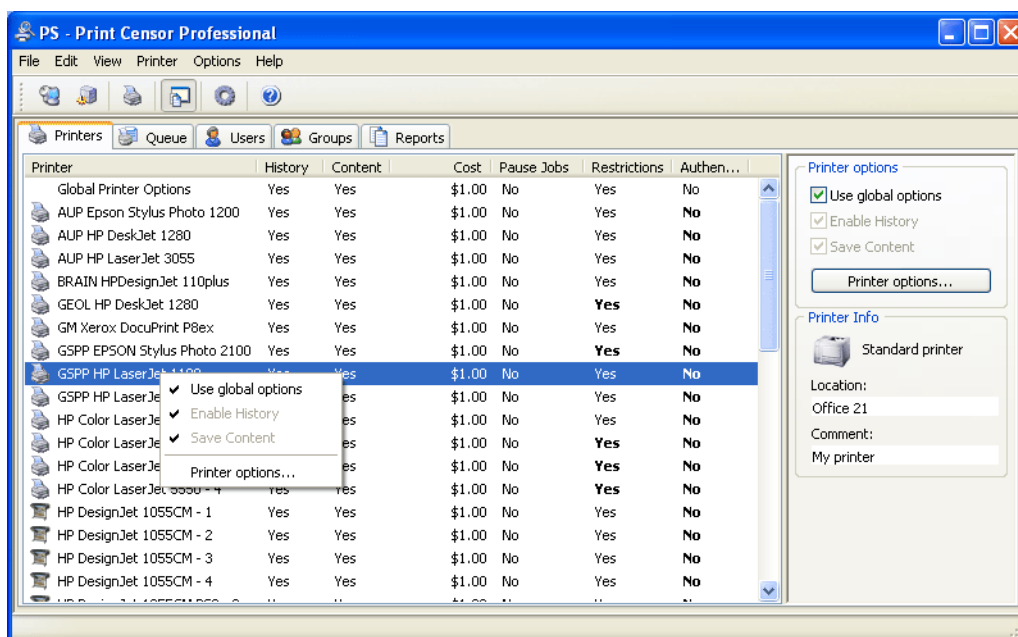 PS - Print Censor Professional
File Edit View Printer Options Help
Printers Queue Users Groups Reports
Printer History Content Cost Pause Jobs Restrictions Authen...
Global Printer Options Yes Yes $1.00 No Yes No
AUP Epson Stylus Photo 1200 Yes Yes $1.00 No Yes No
AUP HP DeskJet 1280 Yes Yes $1.00 No Yes No
AUP HP LaserJet 3055 Yes Yes $1.00 No Yes No
BRAIN HPDesignJet 110plus Yes Yes $1.00 No Yes No
GEOL HP DeskJet 1280 Yes Yes $1.00 No Yes No
GM Xerox DocuPrint P8ex Yes Yes $1.00 No Yes No
GSPP EPSON Stylus Photo 2100 Yes Yes $1.00 No Yes No
GSPP HP LaserJet Yes $1.00 No Yes No
GSPP HP LaserJe es $1.00 No Yes No
HP Color LaserJe es $1.00 No Yes No
HP Color LaserJe es $1.00 No Yes No
HP Color LaserJe es $1.00 No Yes No
HP Color LaserJet 5550 - 4 Yes Yes $1.00 No Yes No
HP DesignJet 1055CM - 1 Yes Yes $1.00 No Yes No
HP DesignJet 1055CM - 2 Yes Yes $1.00 No Yes No
HP DesignJet 1055CM - 3 Yes Yes $1.00 No Yes No
HP DesignJet 1055CM - 4 Yes Yes $1.00 No Yes No
Use global options
Enable History
Save Content
Printer options...
Printer options
Use global options
Enable History
Save Content
Printer options...
Printer Info
Standard printer
Location:
Office 21
Comment:
My printer